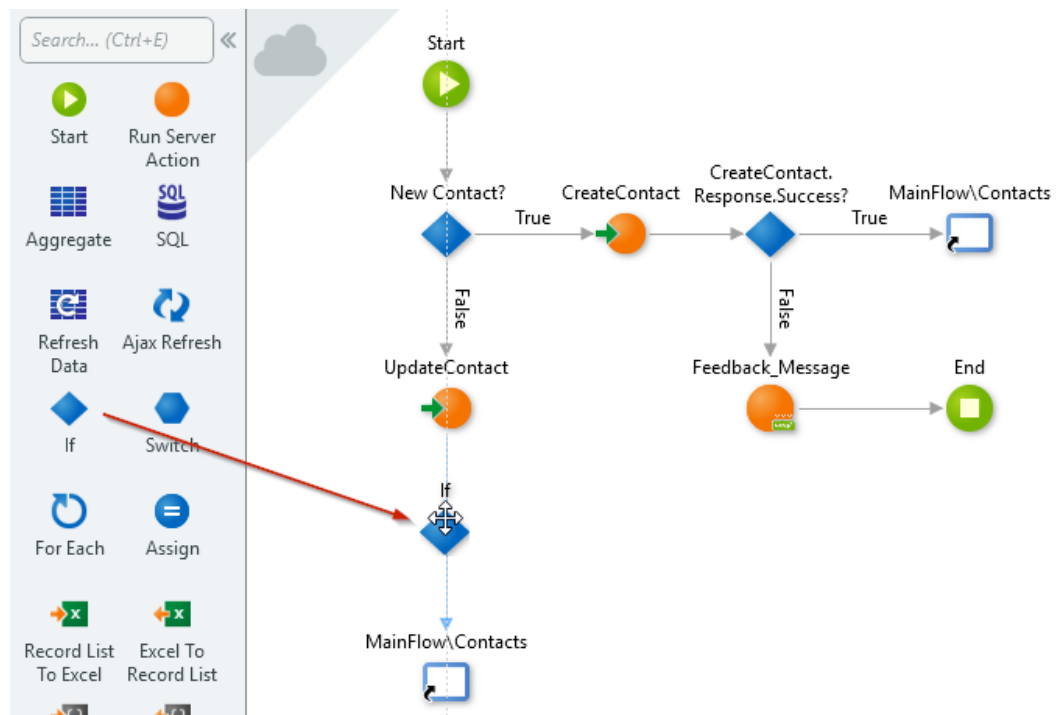 Search... (Ctrl+E)
Start
Run Server
Action
Aggregate
SQL
SQL
Refresh
Data
Ajax Refresh
If
Switch
For Each
Assign
x
x
Record List
To Excel
Excel To
Record List
Start
New Contact?
True
CreateContact
CreateContact.
Response.Success?
True
MainFlow\Contacts
False
False
UpdateContact
Feedback_Message
End
If
MainFlow\Contacts